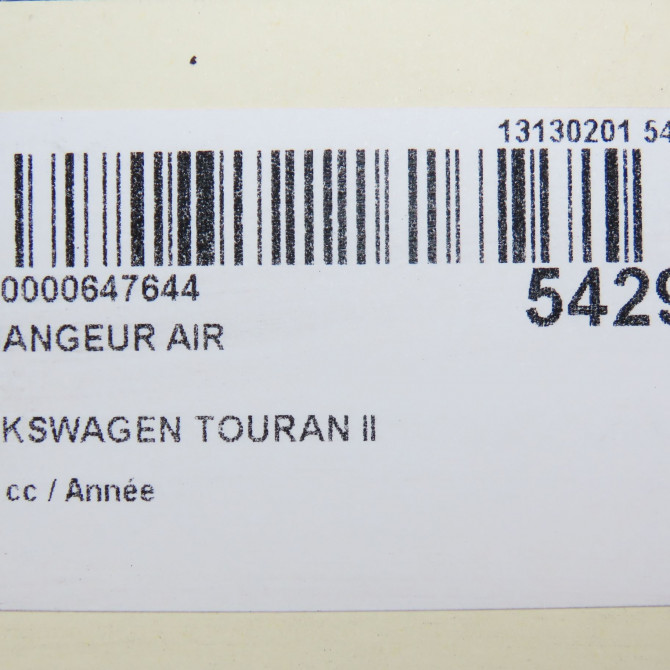 13130201 54
0000647644
5429
ANGEUR AIR
KSWAGEN TOURAN II
cc / Année